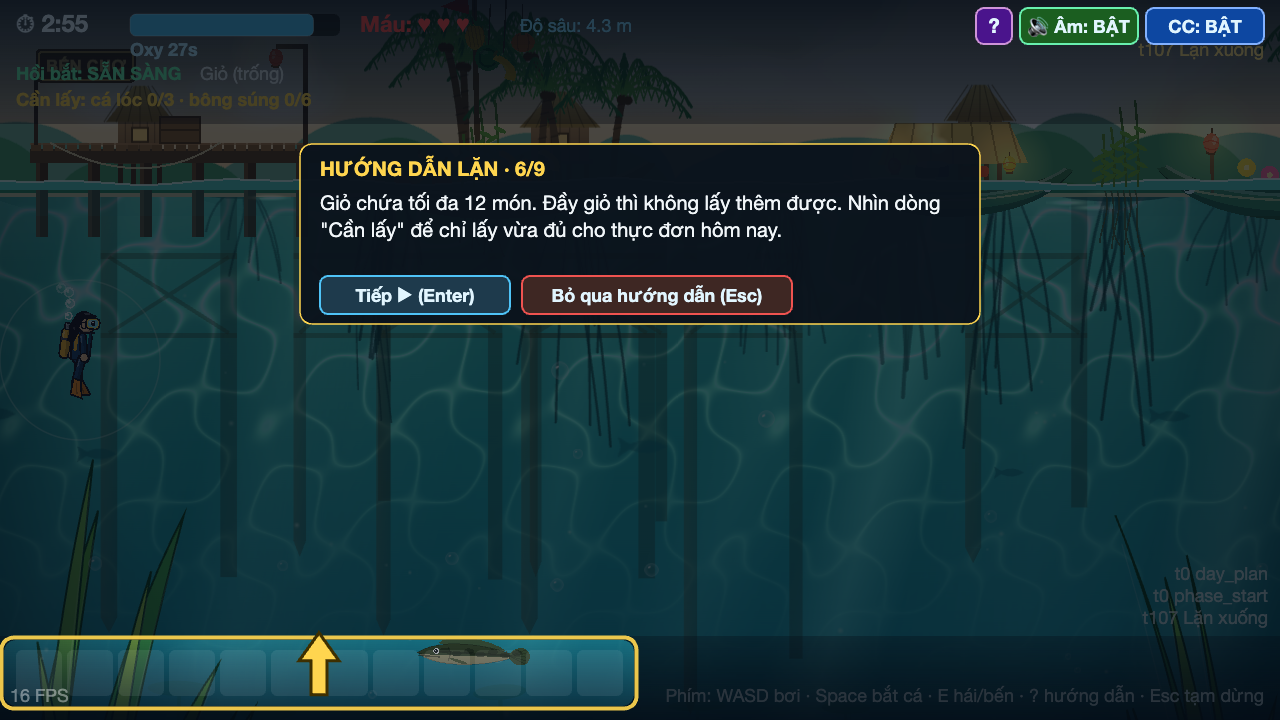 2:55
Máu: ♥ ♥ ♥
Độ sâu: 4.3 m
?
Âm: BẬT
CC: BẬT
Oxy 27s
t107 Lặn xuống
BẾN CHỢ
Hồi bắt: SẴN SÀNG
Giỏ (trống)
Cần lấy: cá lóc 0/3 · bông súng 0/6
HƯỚNG DẪN LẶN · 6/9
Giỏ chứa tối đa 12 món. Đầy giỏ thì không lấy thêm được. Nhìn dòng
"Cần lấy" để chỉ lấy vừa đủ cho thực đơn hôm nay.
Tiếp ▶ (Enter)
Bỏ qua hướng dẫn (Esc)
t0 day_plan
t0 phase_start
t107 Lặn xuống
16 FPS
Phím: WASD bơi · Space bắt cá · E hái/bến · ? hướng dẫn · Esc tạm dừng